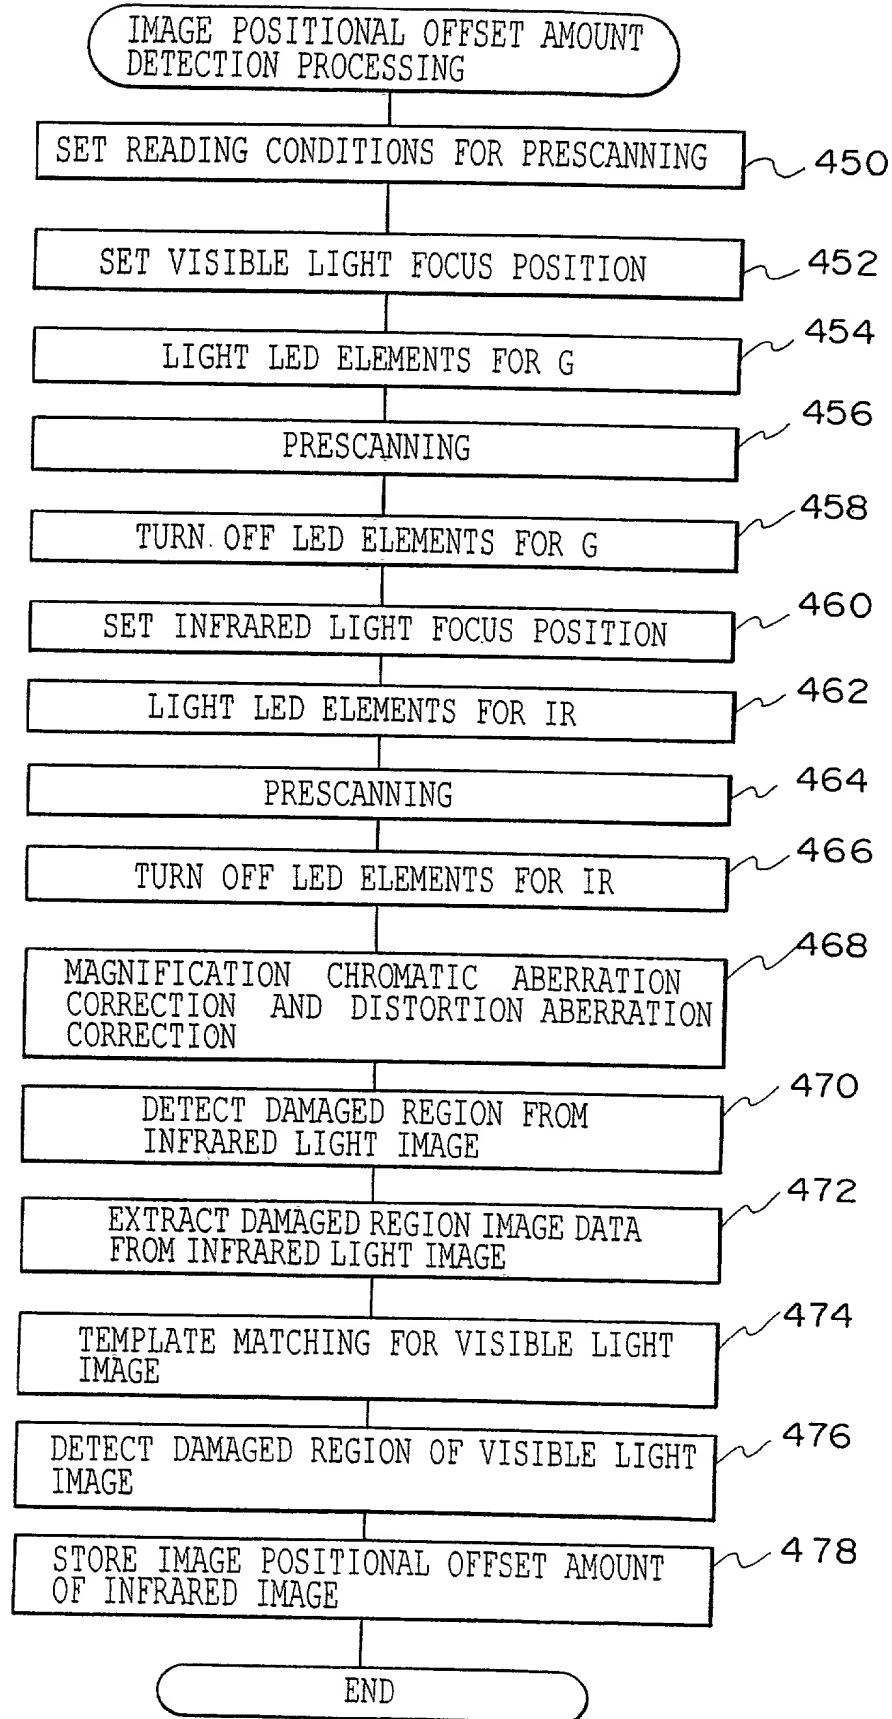 IMAGE POSITIONAL OFFSET AMOUNT
DETECTION PROCESSING
SET READING CONDITIONS FOR PRESCANNING
450
SET VISIBLE LIGHT FOCUS POSITION
452
LIGHT LED ELEMENTS FOR G
454
PRESCANNING
456
TURN OFF LED ELEMENTS FOR G
458
SET INFRARED LIGHT FOCUS POSITION
460
LIGHT LED ELEMENTS FOR IR
462
PRESCANNING
464
TURN OFF LED ELEMENTS FOR IR
466
MAGNIFICATION CHROMATIC ABERRATION
CORRECTION AND DISTORTION ABERRATION
CORRECTION
468
DETECT DAMAGED REGION FROM
INFRARED LIGHT IMAGE
470
EXTRACT DAMAGED REGION IMAGE DATA
FROM INFRARED LIGHT IMAGE
472
TEMPLATE MATCHING FOR VISIBLE LIGHT
IMAGE
474
DETECT DAMAGED REGION OF VISIBLE LIGHT
IMAGE
476
STORE IMAGE POSITIONAL OFFSET AMOUNT
OF INFRARED IMAGE
478
END